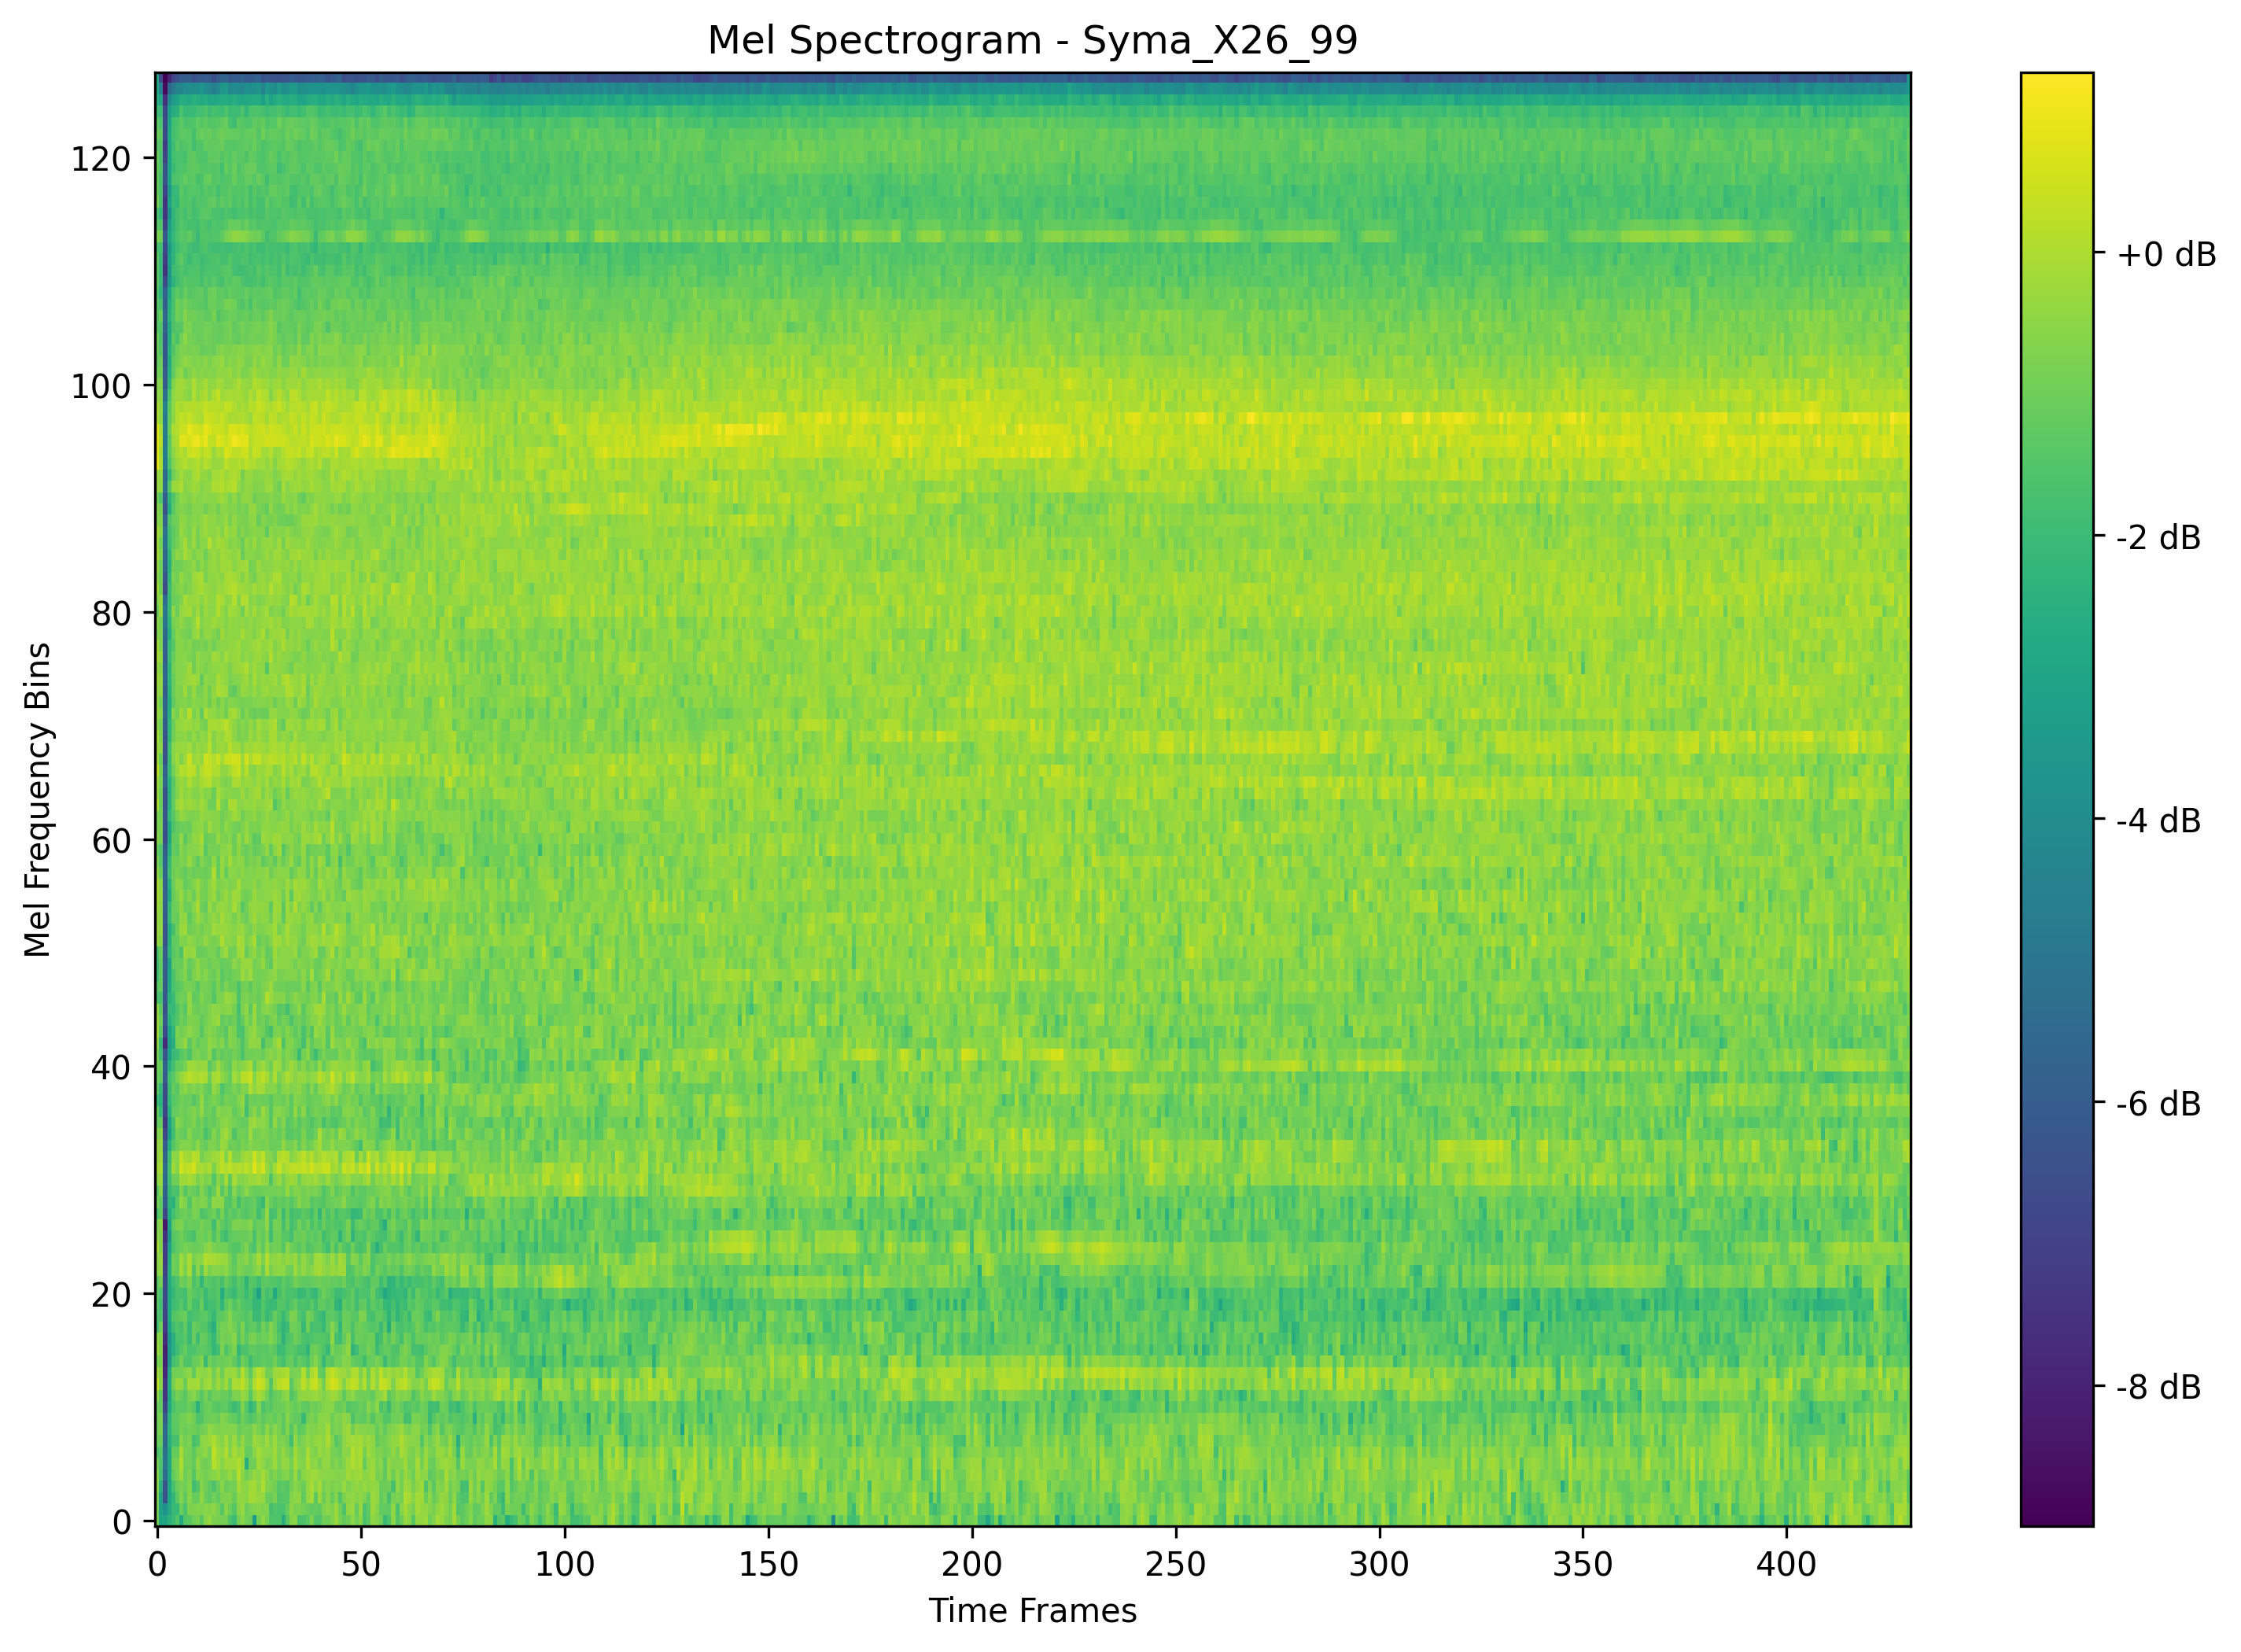 Mel Spectrogram - Syma_X26_99
Mel Frequency Bins
120
100
80
60
40
20
0
0 50 100 150 200 250 300 350 400
Time Frames
+0 dB
-2 dB
-4 dB
-6 dB
-8 dB